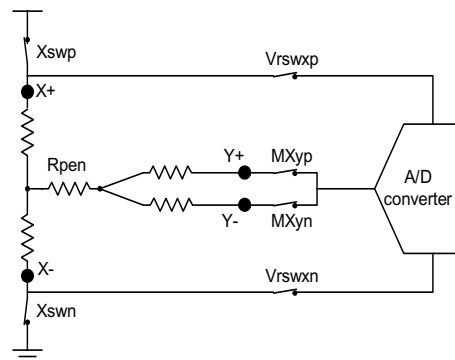 Xswp
Vrswxp
X+
Rpen
Y+
MXyp
A/D
converter
Y-
MXyn
X-
Vrswxn
Xswn